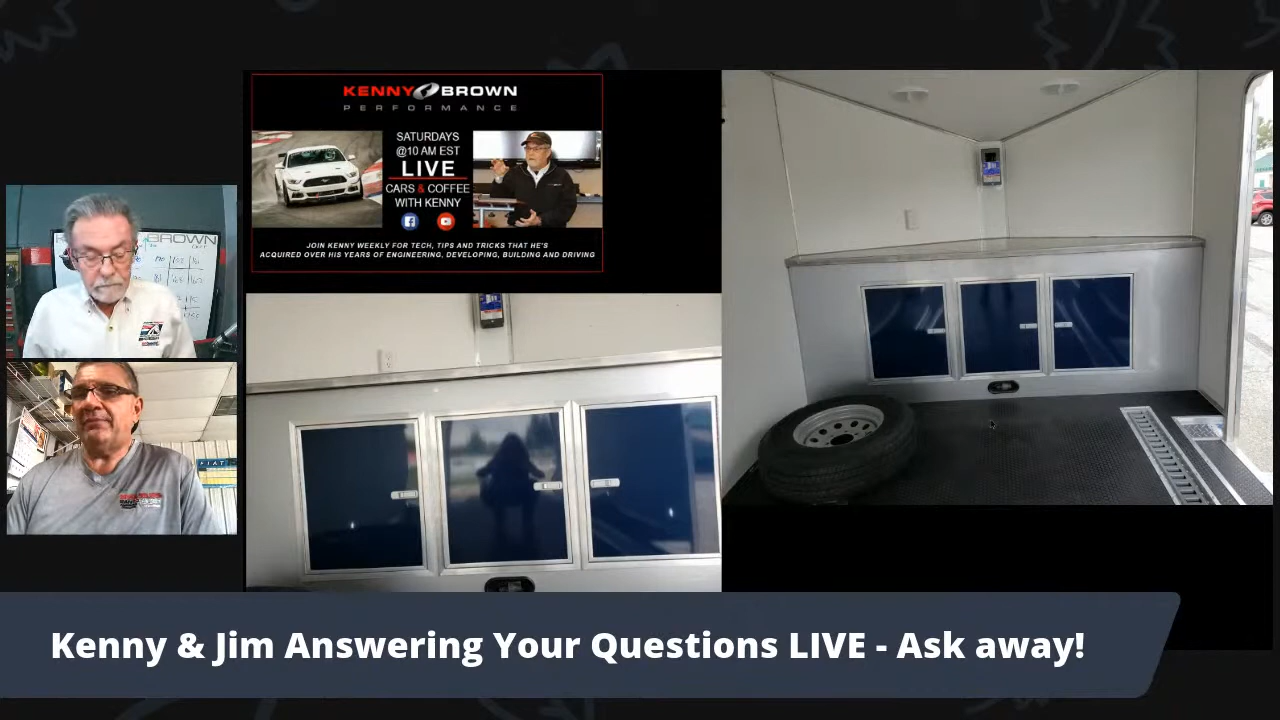 KENNY BROWN
PERFORMANCE
SATURDAYS
@10 AM EST
LIVE
CARS & COFFEE
WITH KENNY
JOIN KENNY WEEKLY FOR TECH, TIPS AND TRICKS THAT HE'S
ACQUIRED OVER HIS YEARS OF ENGINEERING, DEVELOPING, BUILDING AND DRIVING
BROWN
FIAT
Kenny & Jim Answering Your Questions LIVE - Ask away!